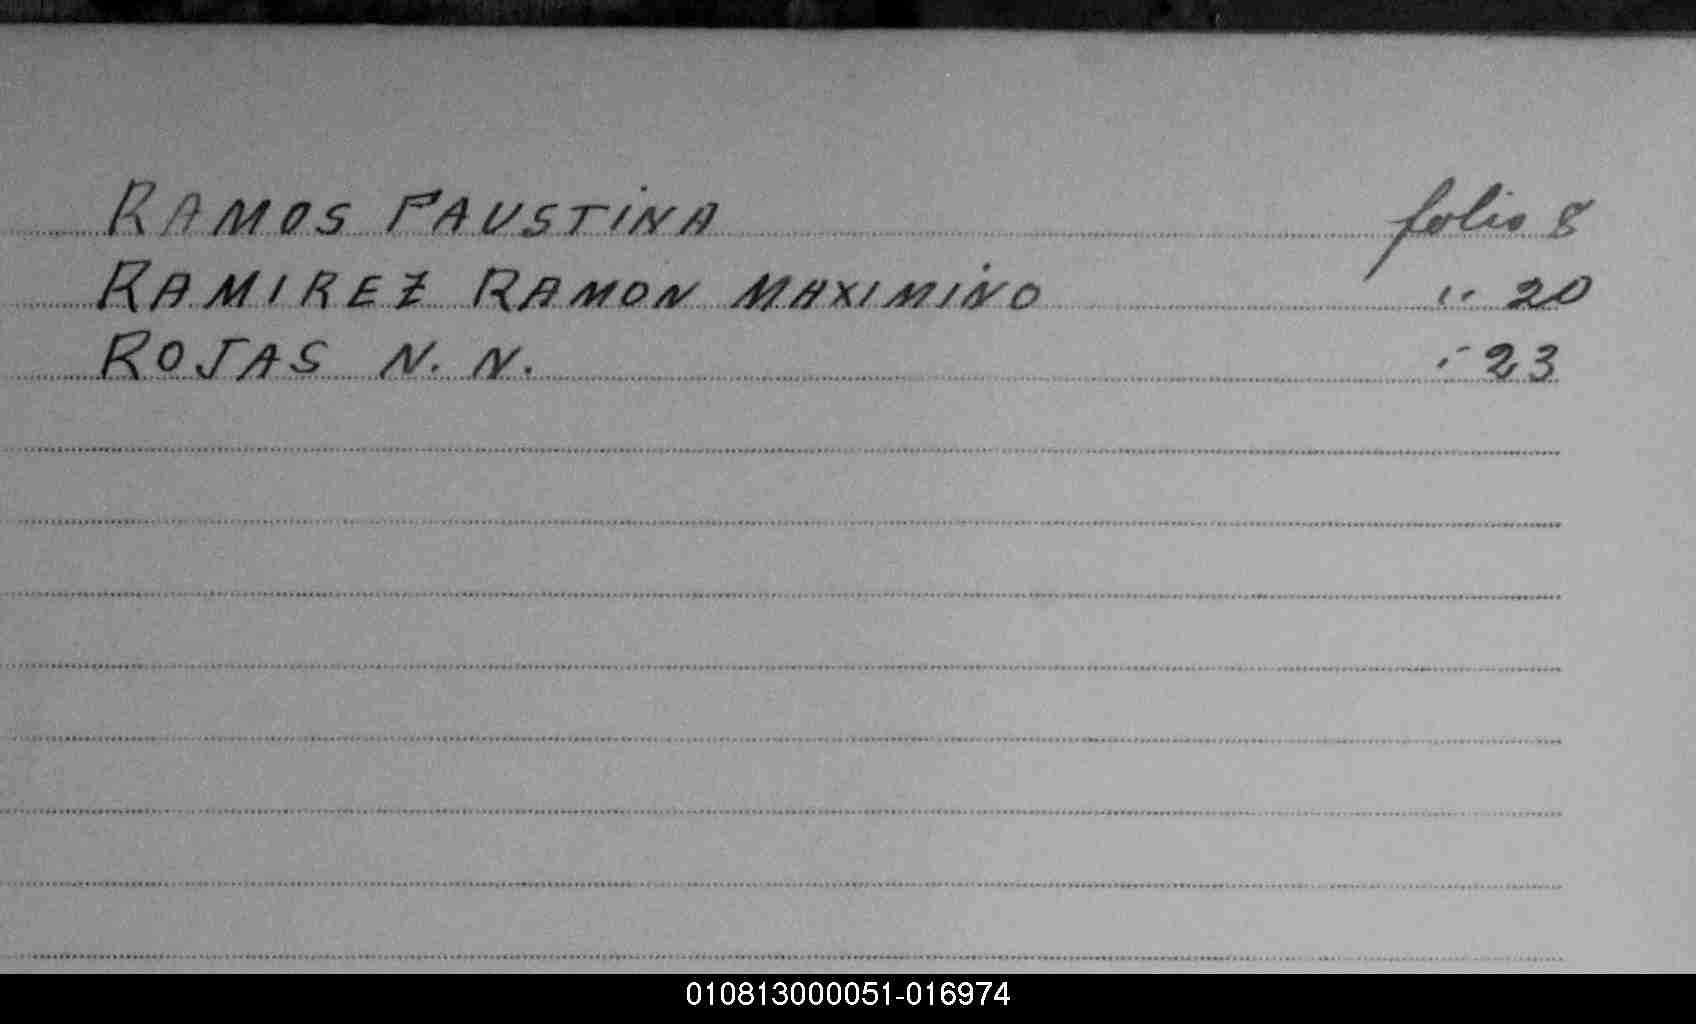 RAMOS FAUSTINA folio 8
RAMIREZ RAMON MAXIMINO " 20
ROJAS N. N. " 23
010813000051-016974